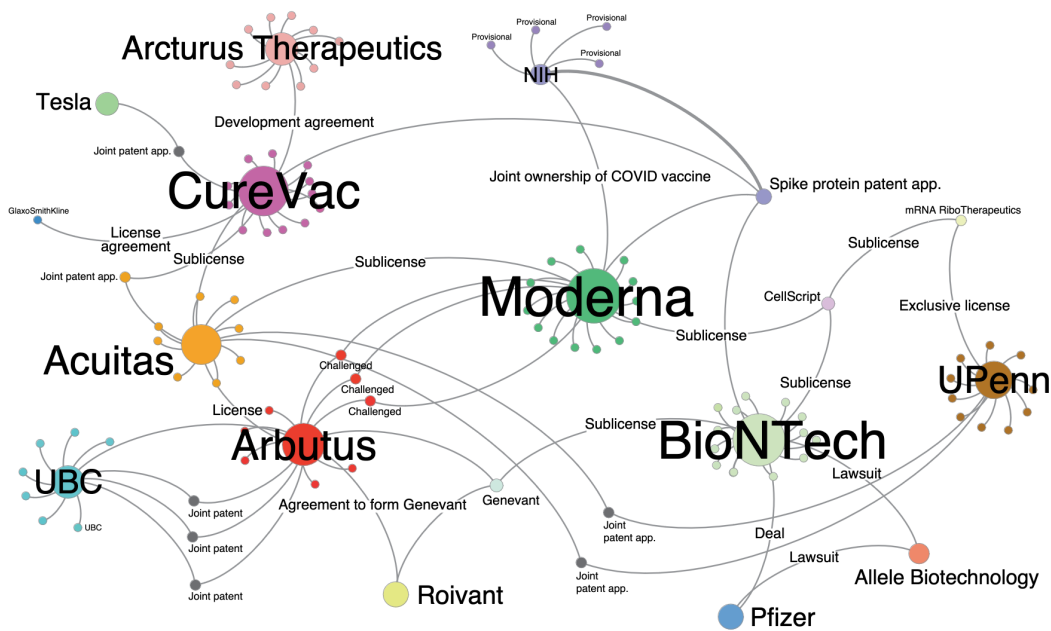 Provisional
Provisional
Provisional
Provisional
NIH
Arcturus Therapeutics
Tesla
Development agreement
Joint patent app.
CureVac
Joint ownership of COVID vaccine
Spike protein patent app.
GlaxoSmithKline
mRNA RiboTherapeutics
License
agreement
Sublicense
Sublicense
Sublicense
Joint patent app.
Moderna
CellScript
Exclusive license
Sublicense
Acuitas
Challenged
Challenged
Challenged
Sublicense
UPenn
License
Arbutus
Sublicense
BioNTech
UBC
Lawsuit
Genevant
Agreement to form Genevant
Joint patent
UBC
Joint
patent app.
Deal
Joint patent
Lawsuit
Joint
patent app.
Allele Biotechnology
Joint patent
Roivant
Pfizer